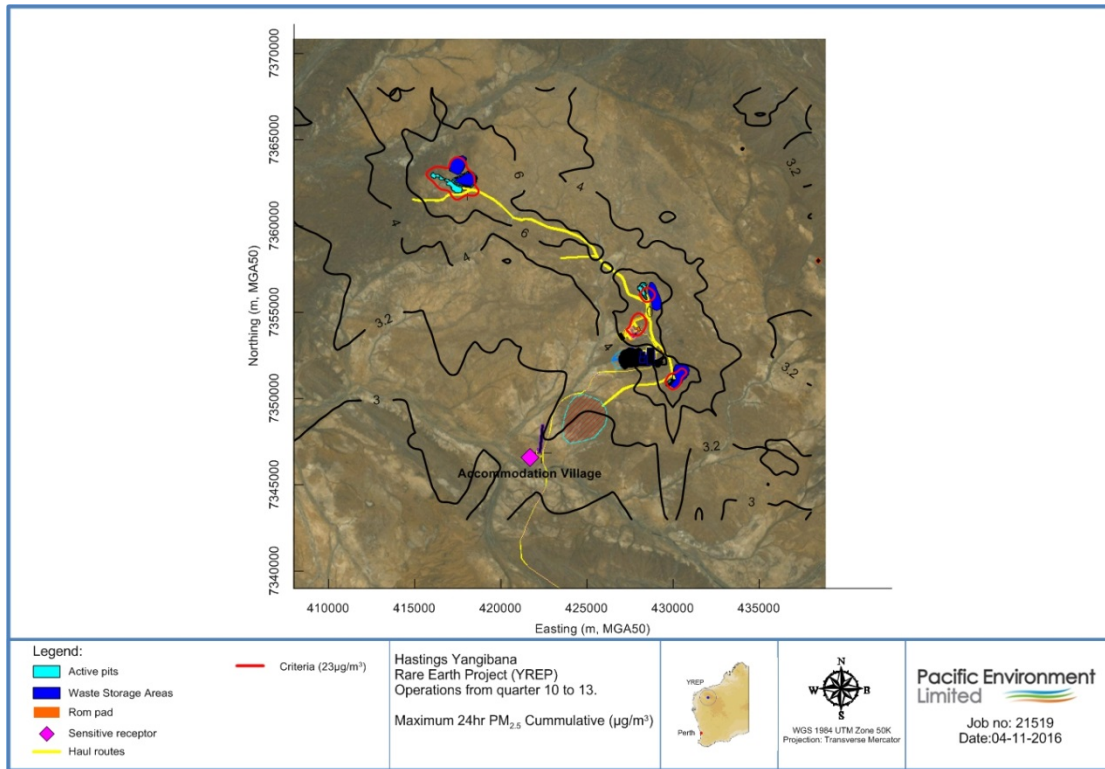 7370000
7365000
7360000
7355000
7350000
7345000
7340000
Northing (m, MGA50)
410000 415000 420000 425000 430000 435000
Easting (m, MGA50)
6
4
3.2
6
4
3.2
3.2
4
3
3.2
3
Accommodation Village
Legend:
Active pits
Waste Storage Areas
Rom pad
Sensitive receptor
Haul routes
Criteria (23µg/m³)
Hastings Yangibana
Rare Earth Project (YREP)
Operations from quarter 10 to 13.
Maximum 24hr PM2.5 Cummulative (µg/m³)
YREP
Perth
N
W B
S
WGS 1984 UTM Zone 50K
Projection: Transverse Mercator
Pacific Environment
Limited
Job no: 21519
Date:04-11-2016